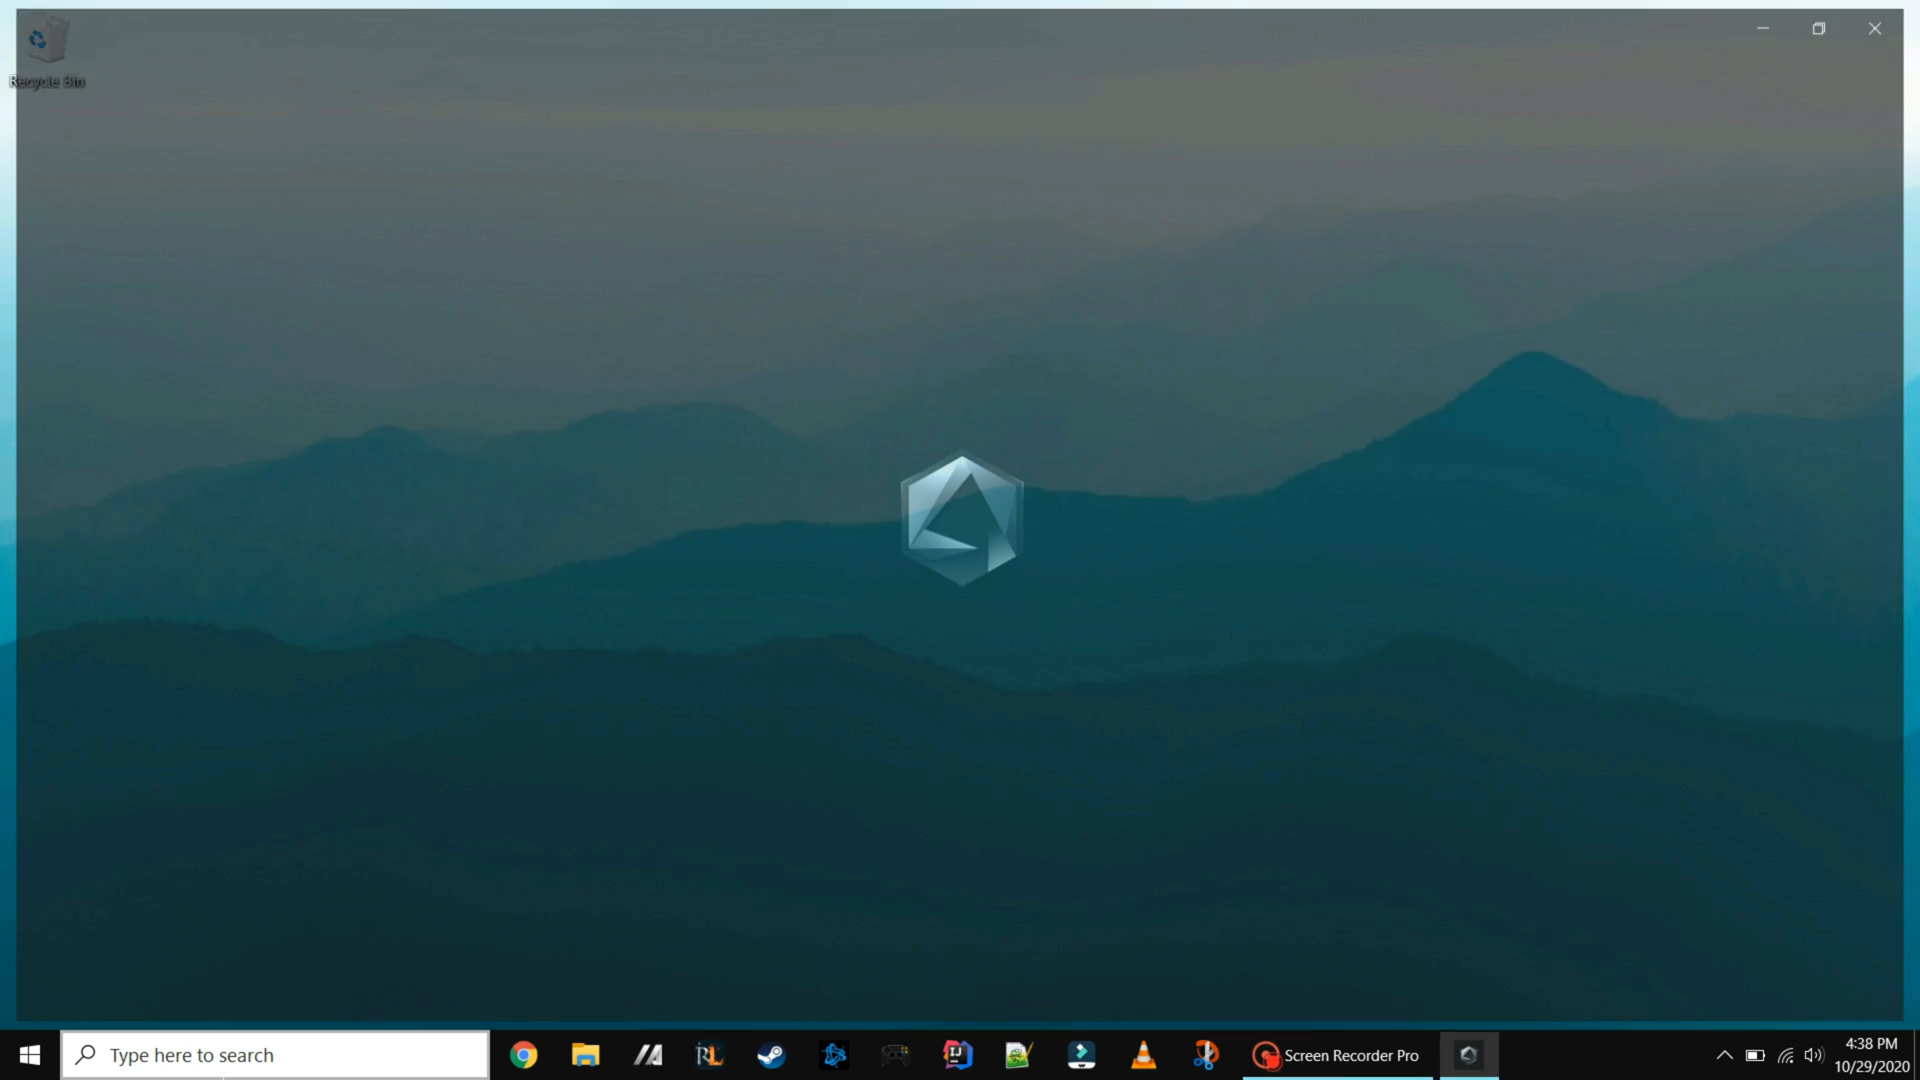 Recycle Bin
Type here to search
Screen Recorder Pro
4:38 PM
10/29/2020